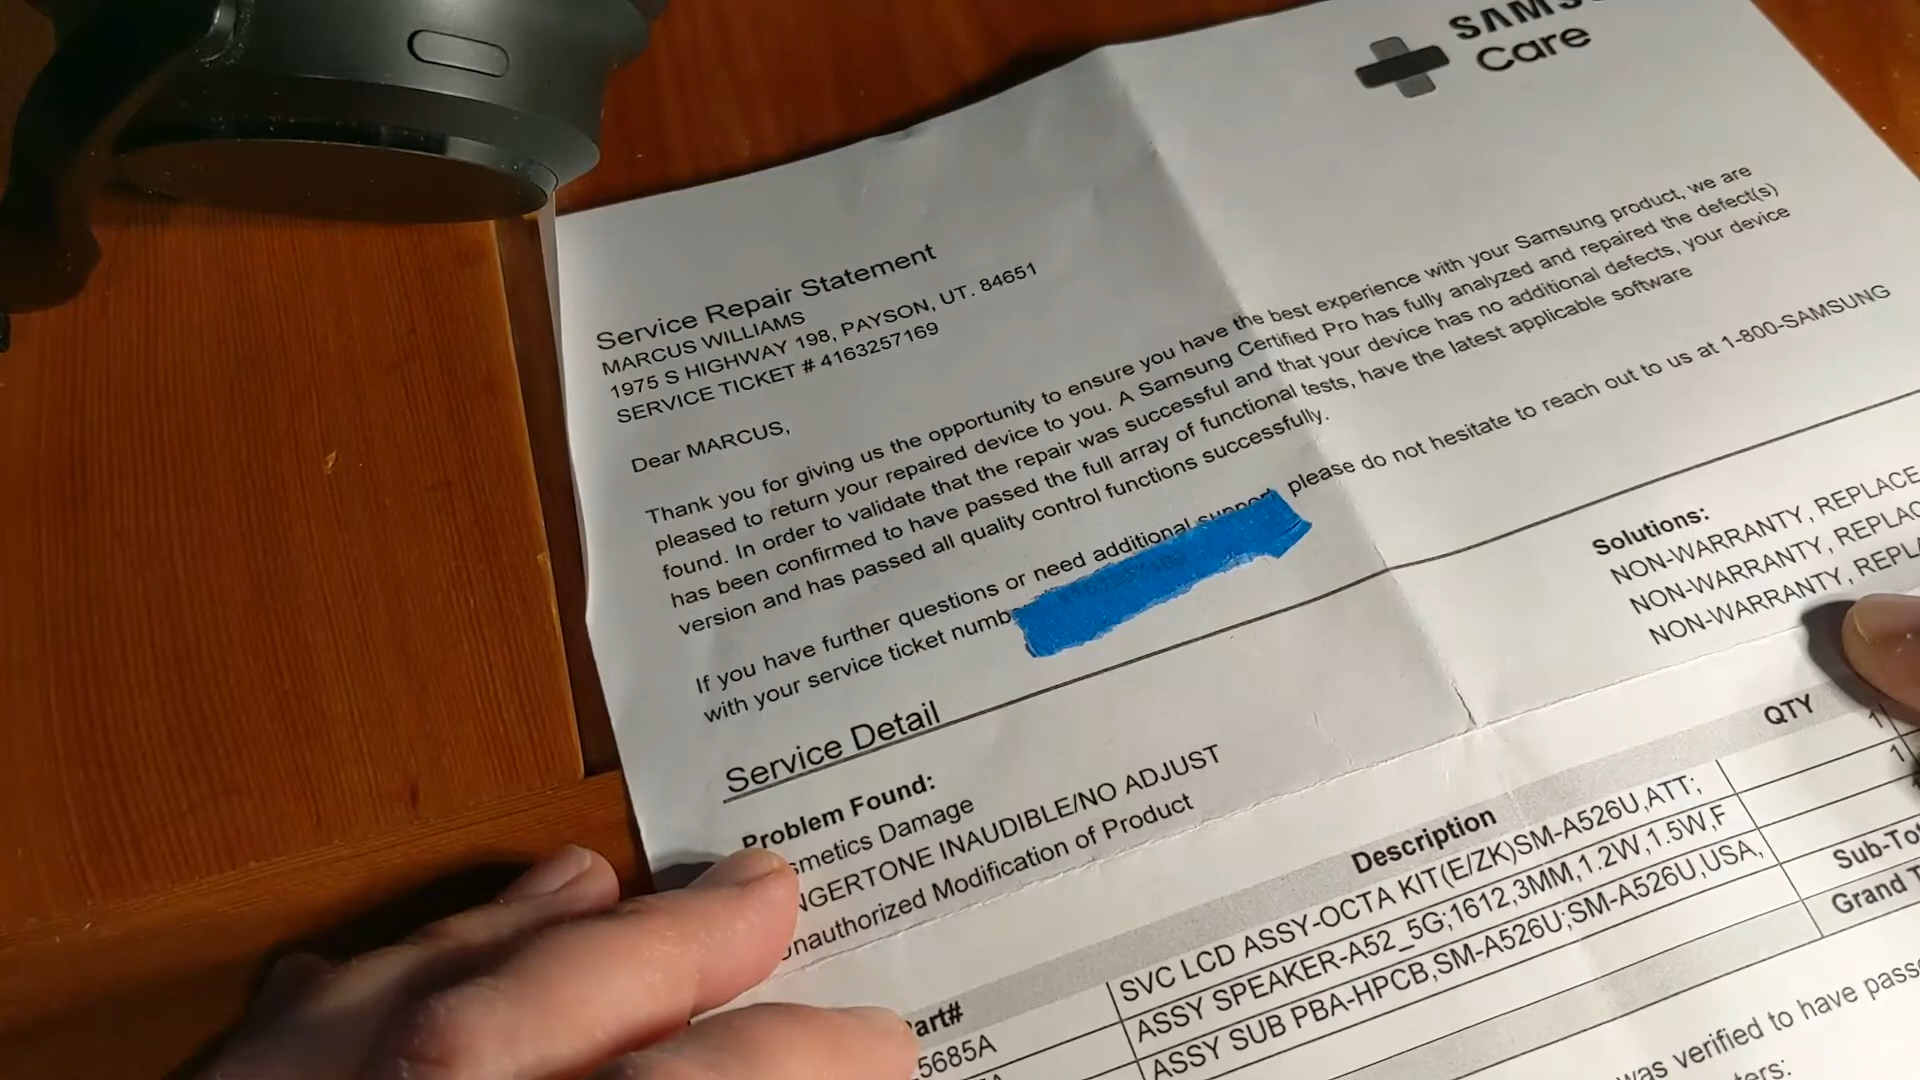 SAMS
Care
Service Repair Statement
MARCUS WILLIAMS
1975 S HIGHWAY 198, PAYSON, UT. 84651
SERVICE TICKET # 4163257169
Dear MARCUS,
Thank you for giving us the opportunity to ensure you have the best experience with your Samsung product, we are
pleased to return your repaired device to you. A Samsung Certified Pro has fully analyzed and repaired the defect(s)
found. In order to validate that the repair was successful and that your device has no additional defects, your device
has been confirmed to have passed the full array of functional tests, have the latest applicable software
version and has passed all quality control functions successfully.
If you have further questions or need additional support, please do not hesitate to reach out to us at 1-800-SAMSUNG
with your service ticket numbe
Service Detail
Problem Found:
smetics Damage
NGERTONE INAUDIBLE/NO ADJUST
nauthorized Modification of Product
Solutions:
NON-WARRANTY, REPLACE
NON-WARRANTY, REPLAC
NON-WARRANTY, REPLA
art# Description QTY
5685A SVC LCD ASSY-OCTA KIT(E/ZK)SM-A526U,ATT; 1
A ASSY SPEAKER-A52_5G;1612,3MM,1.2W,1.5W,F 1
ASSY SUB PBA-HPCB,SM-A526U;SM-A526U,USA,
Sub-To
Grand T
was verified to have passe
ters: